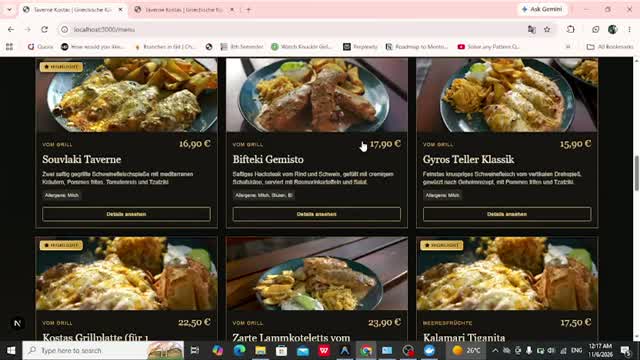 Taverne Kostas | Griechische Kü
Taverne Kostas | Griechische Kü
Ask Gemini
localhost:3000/menu
Quora
How would you like
Branches in Git | Ch
8th Semester
Watch Knuckle Girl
Perplexity
Roadmap to Mento
Solve any Pattern Q
All Bookmarks
★ HIGHLIGHT
VOM GRILL 16,90 €
Souvlaki Taverne
Zwei saftig gegrillte Schweinefleischspieße mit mediterranen
Kräutern, Pommes frites, Tomatenreis und Tzatziki
Allergene: Milch
Details ansehen
VOM GRILL 17,90 €
Bifteki Gemisto
Saftiges Hacksteak vom Rind und Schwein, gefüllt mit cremigem
Schafskäse, serviert mit Rosmarinkartoffeln und Salat.
Allergene: Milch, Gluten, Ei
Details ansehen
VOM GRILL 15,90 €
Gyros Teller Klassik
Feinstes knuspriges Schweinefleisch vom vertikalen Drehspieß,
gewürzt nach Geheimrezept, mit Pommes frites und Tzatziki
Allergene: Milch
Details ansehen
★ HIGHLIGHT
VOM GRILL 22,50 €
Kostas Grillplatte (für 1
VOM GRILL 23,90 €
Zarte Lammkoteletts vom
★ HIGHLIGHT
MEERESFRÜCHTE 17,50 €
Kalamari Tiganita
N
Type here to search
26°C
12:17 AM
11/6/2026